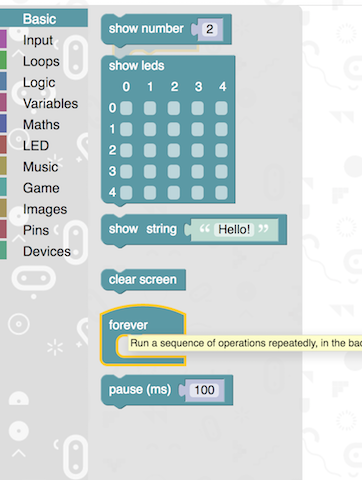 Basic
Input
Loops
Logic
Variables
Maths
LED
Music
Game
Images
Pins
Devices
show number 2
show leds
0 1 2 3 4
0
1
2
3
4
show string “ Hello! ”
clear screen
forever
Run a sequence of operations repeatedly, in the bac
pause (ms) 100